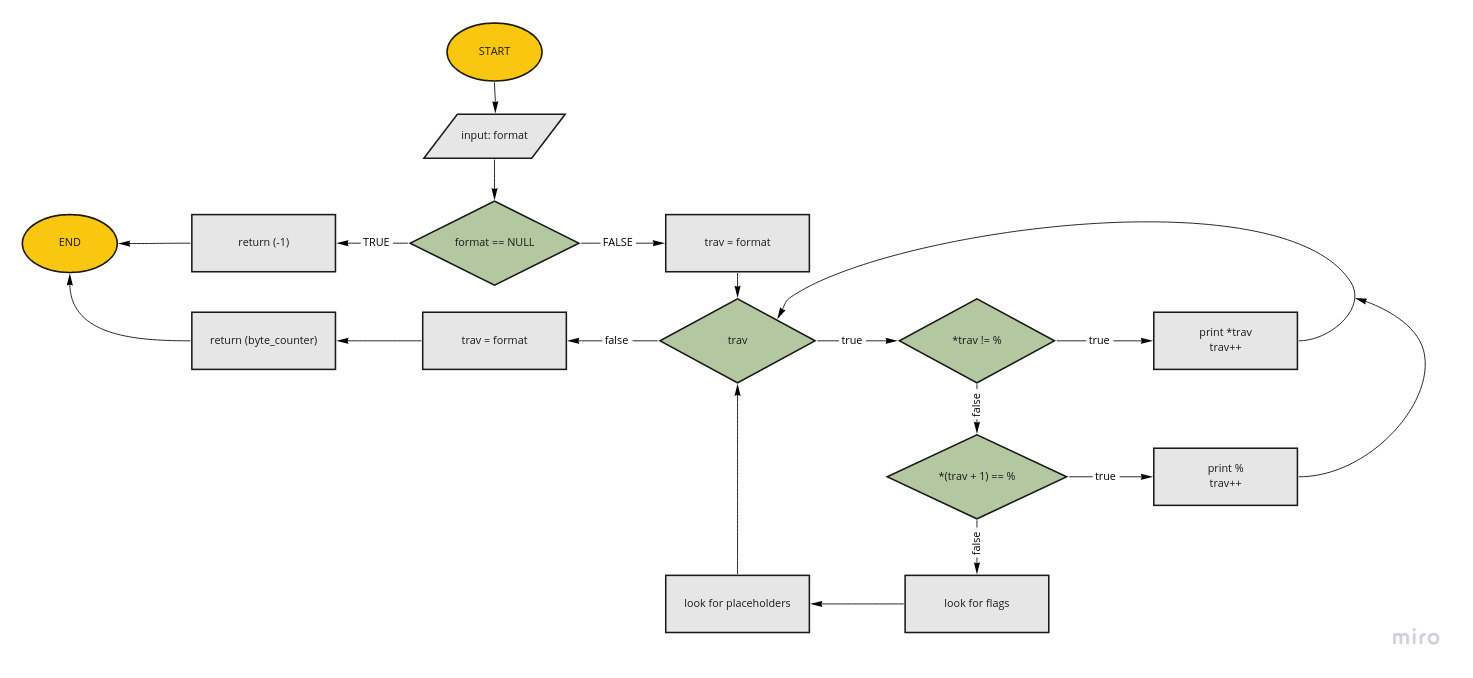 START
input: format
END
return (-1)
TRUE
format == NULL
FALSE
trav = format
return (byte_counter)
trav = format
false
trav
true
*trav != %
true
print *trav
trav++
false
*(trav + 1) == %
true
print %
trav++
false
look for placeholders
look for flags
miro